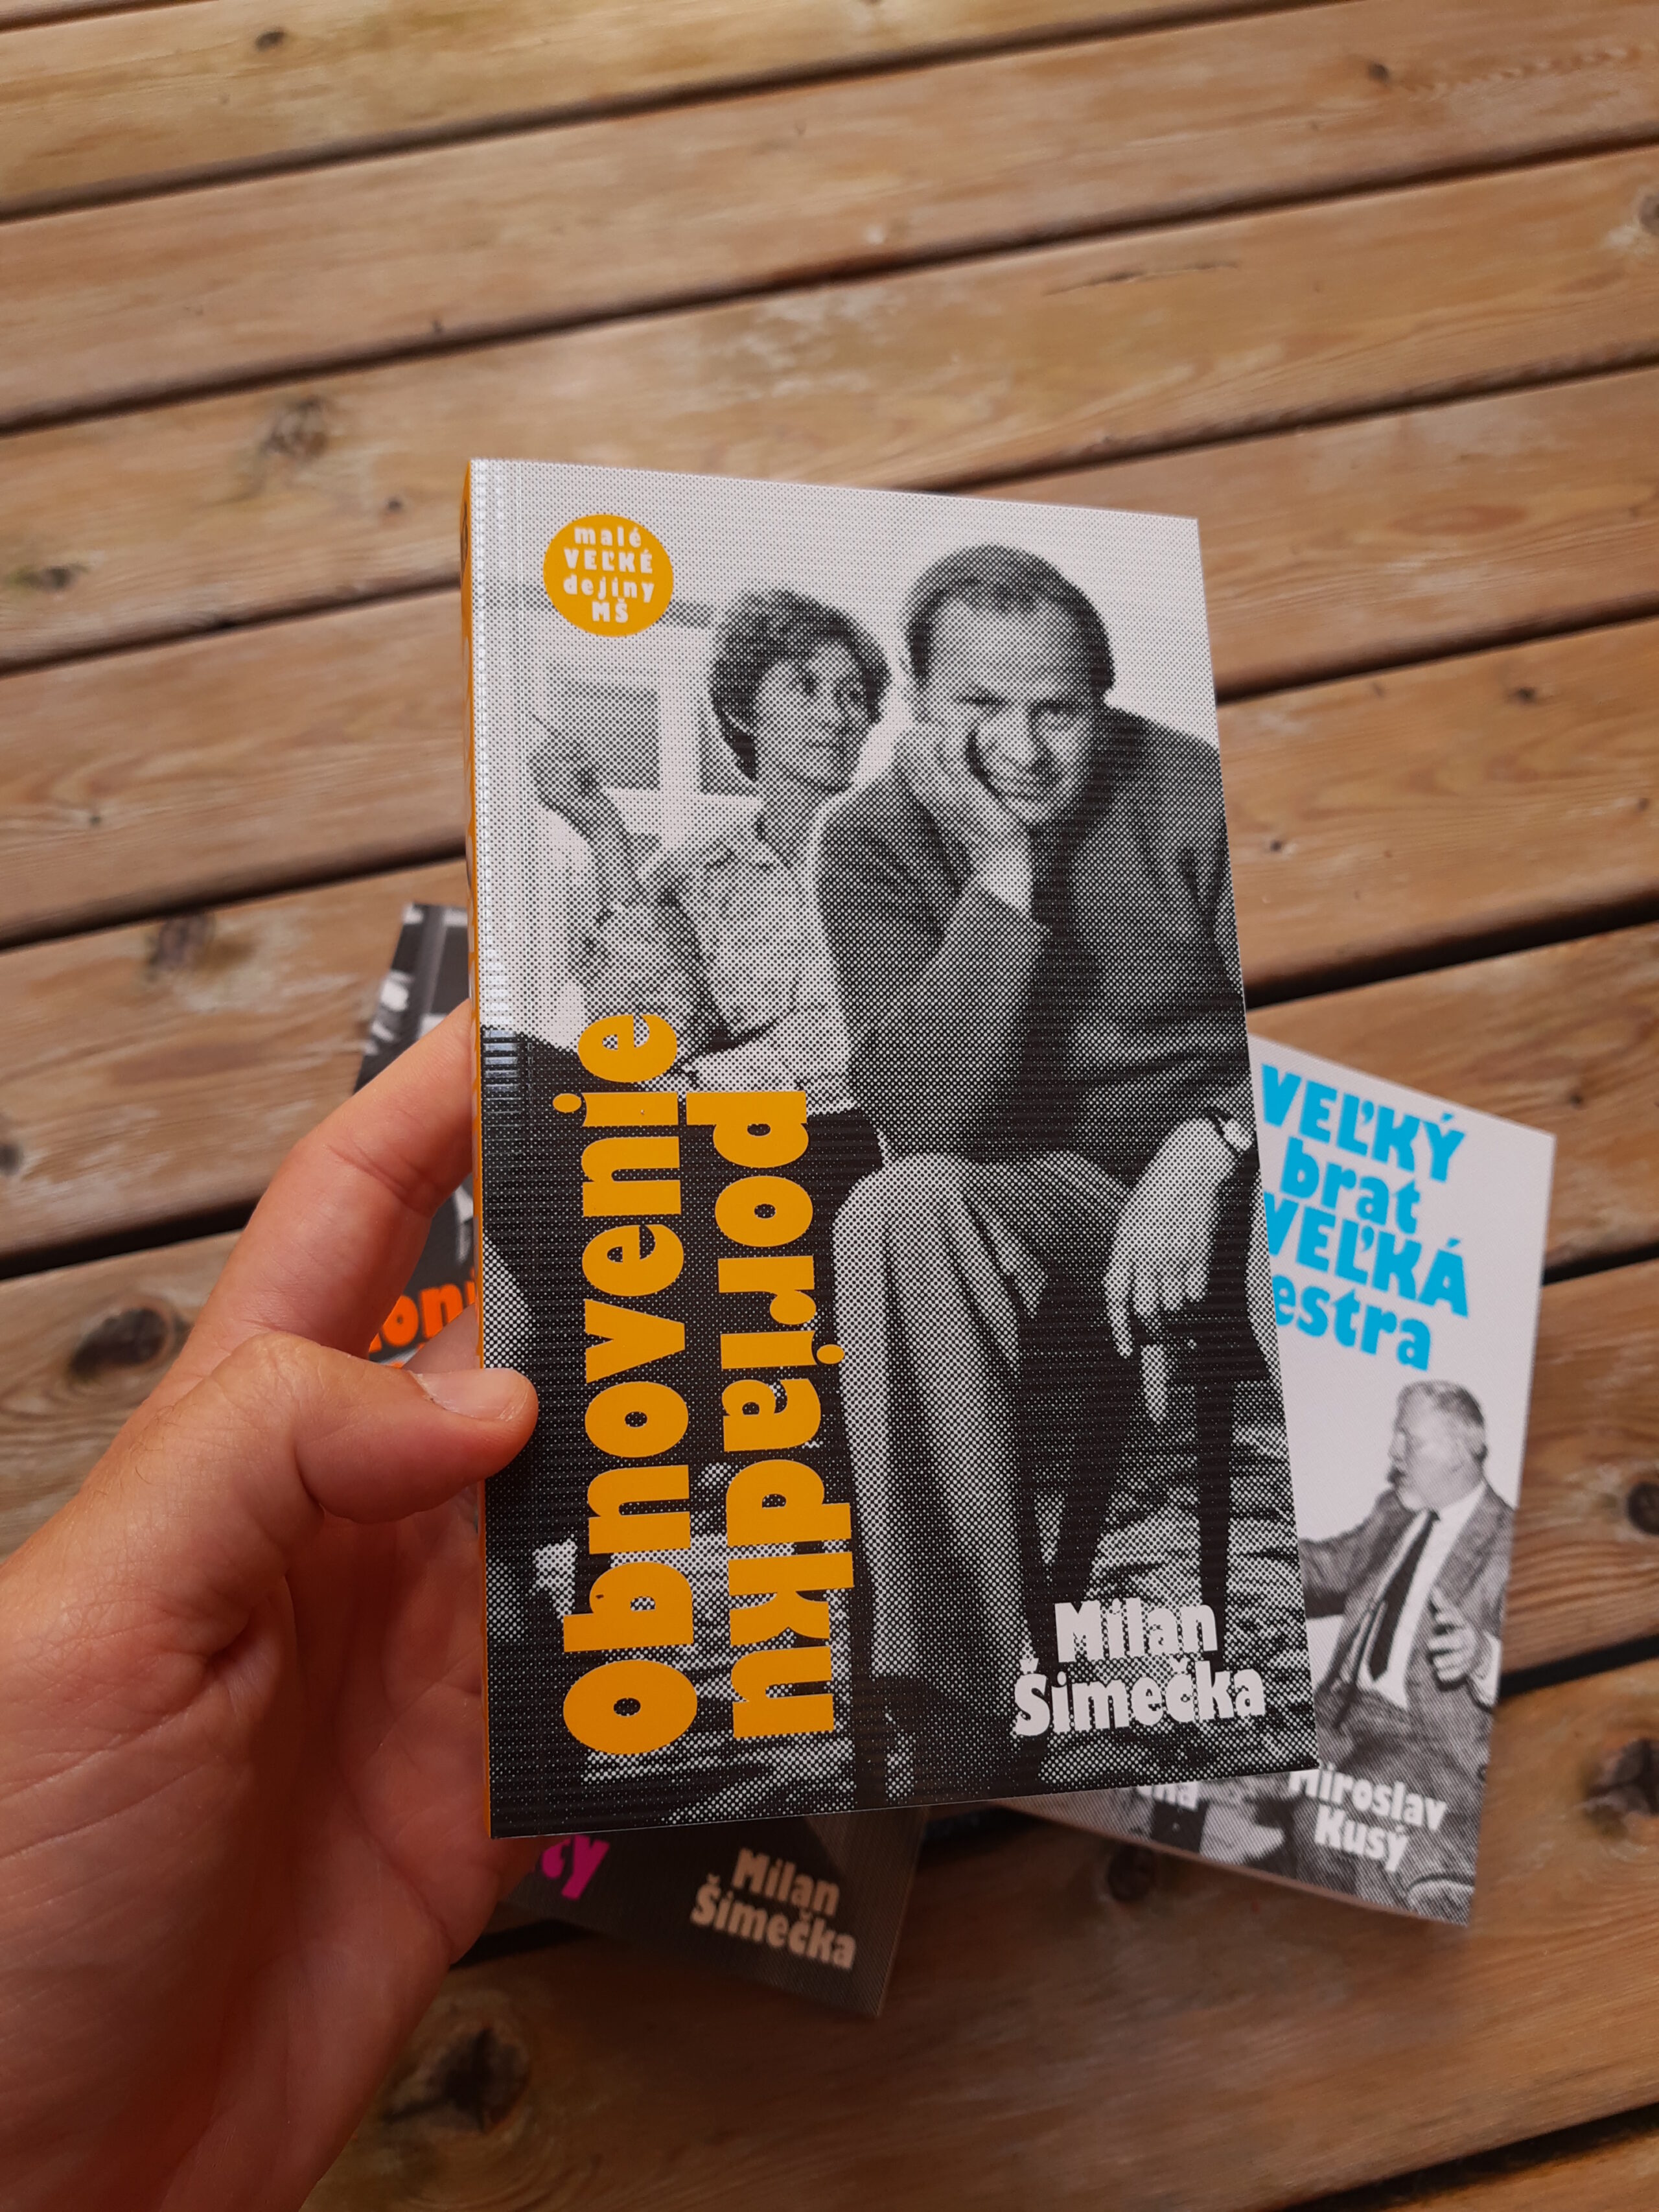 malé
VEĽKÉ
dejiny
MŠ
Obnovenie
poriadku
Milan
Šimečka
VEĽKÝ
brat
VEĽKÁ
estra
Miroslav
Kusý
Milan
Šimečka